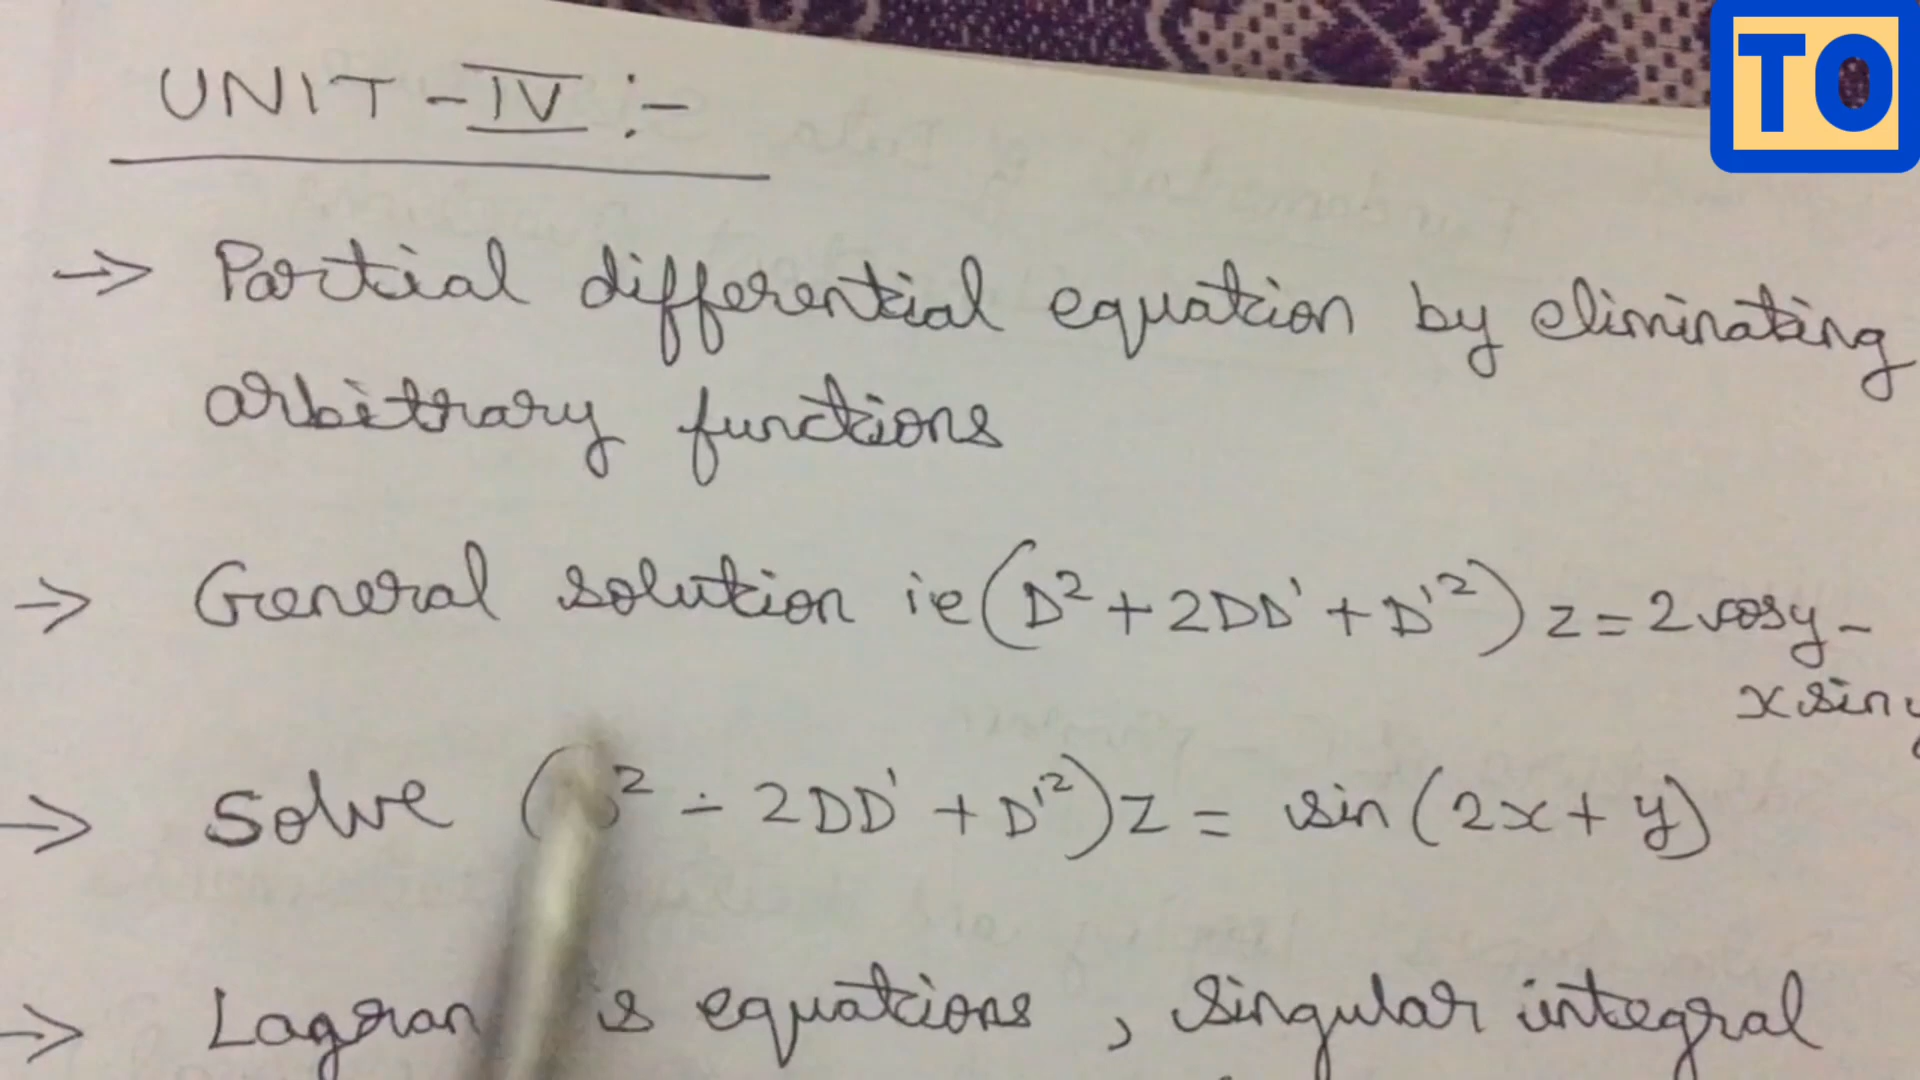 TO
UNIT - IV :-
→ Partial differential equation by eliminating
arbitrary functions
→ General solution ie (D² + 2DD' + D'²) z = 2 cosy -
x sin
→ Solve ² - 2DD' + D'²) z = sin (2x + y)
→ equations, singular integral